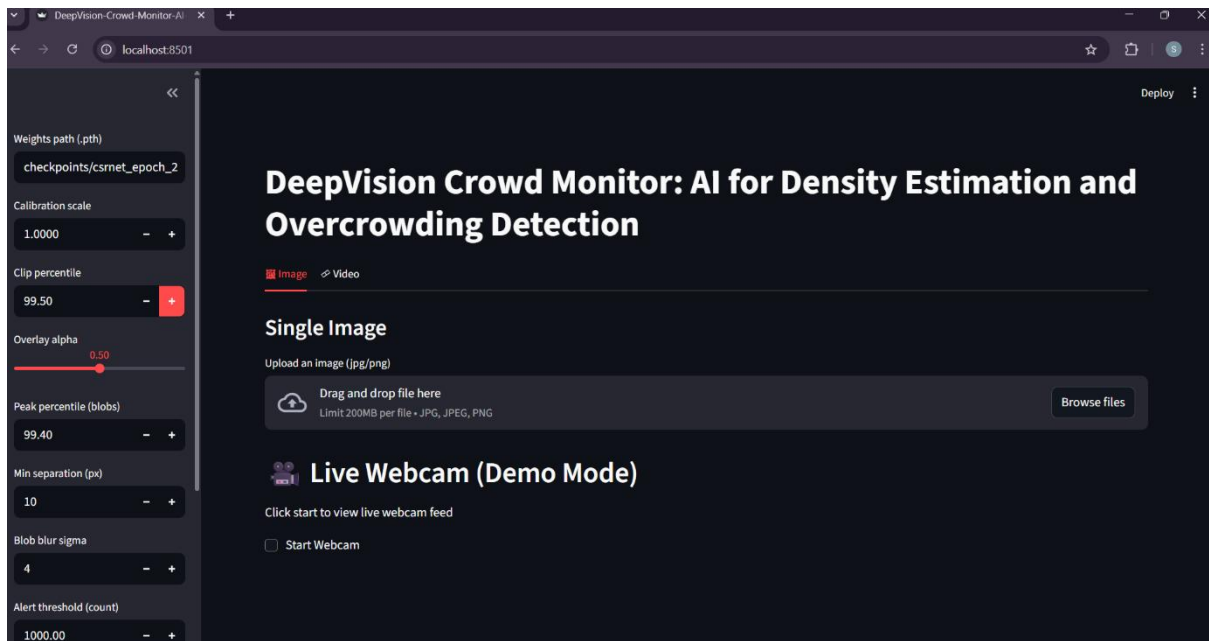 DeepVision-Crowd-Monitor-AI
localhost:8501
S
Deploy
Weights path (.pth)
checkpoints/csrnet_epoch_2
Calibration scale
1.0000
Clip percentile
99.50
Overlay alpha
0.50
Peak percentile (blobs)
99.40
Min separation (px)
10
Blob blur sigma
4
Alert threshold (count)
1000.00
DeepVision Crowd Monitor: AI for Density Estimation and
Overcrowding Detection
Image Video
Single Image
Upload an image (jpg/png)
Drag and drop file here
Limit 200MB per file • JPG, JPEG, PNG
Browse files
Live Webcam (Demo Mode)
Click start to view live webcam feed
Start Webcam